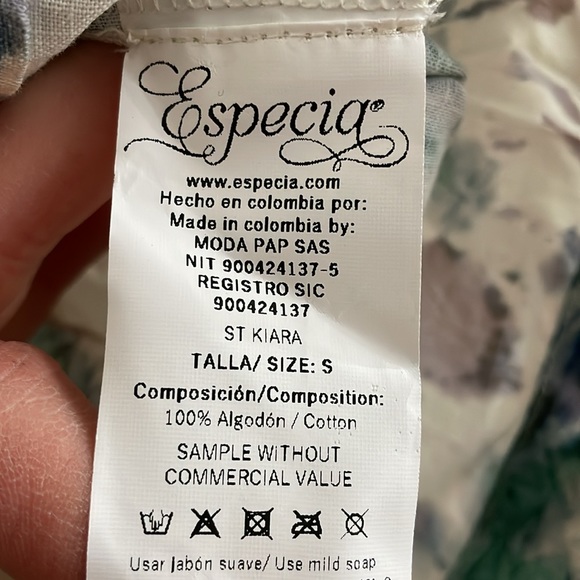 Especia®
www.especia.com
Hecho en colombia por:
Made in colombia by:
MODA PAP SAS
NIT 900424137-5
REGISTRO SIC
900424137
ST KIARA
TALLA/ SIZE: S
Composición/Composition:
100% Algodón / Cotton
SAMPLE WITHOUT
COMMERCIAL VALUE
Usar Jabón suave/ Use mild soap